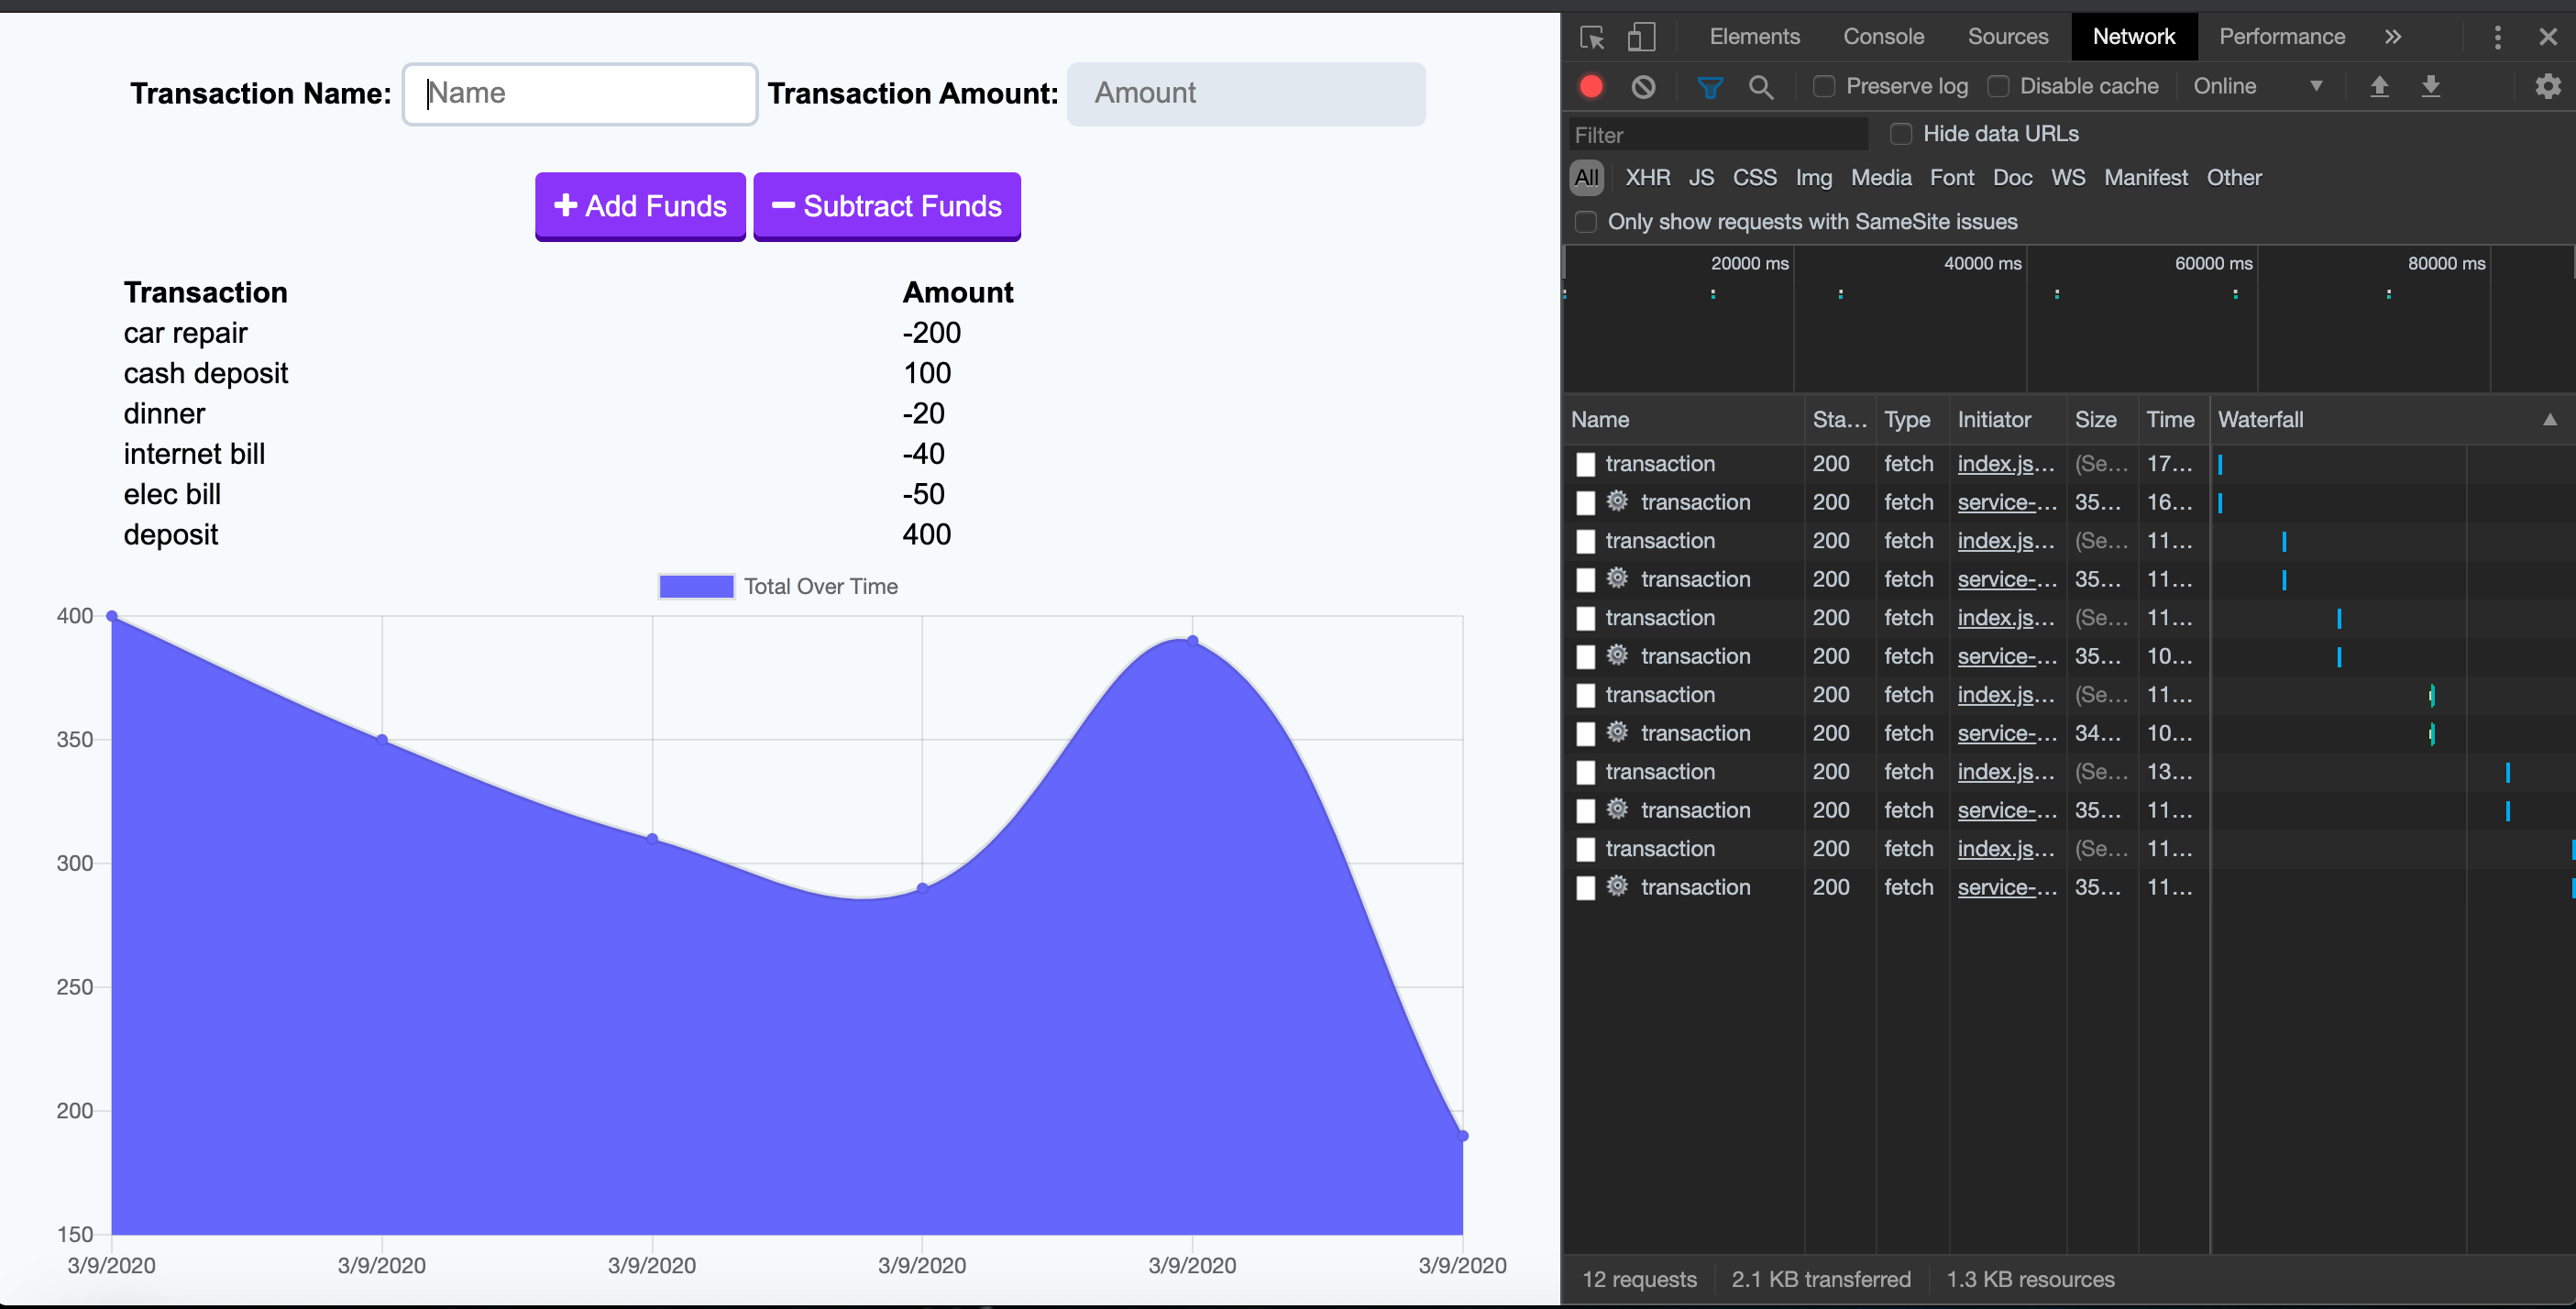 Transaction Name: Name Transaction Amount: Amount
Add Funds Subtract Funds
Transaction Amount
car repair -200
cash deposit 100
dinner -20
internet bill -40
elec bill -50
deposit 400
Total Over Time
400
350
300
250
200
150
3/9/2020 3/9/2020 3/9/2020 3/9/2020 3/9/2020 3/9/2020
Elements Console Sources Network Performance
Preserve log Disable cache Online
Filter Hide data URLs
All XHR JS CSS Img Media Font Doc WS Manifest Other
Only show requests with SameSite issues
20000 ms 40000 ms 60000 ms 80000 ms
Name Sta... Type Initiator Size Time Waterfall
transaction 200 fetch index.js... (Se... 17...
transaction 200 fetch service-... 35... 16...
transaction 200 fetch index.js... (Se... 11...
transaction 200 fetch service-... 35... 11...
transaction 200 fetch index.js... (Se... 11...
transaction 200 fetch service-... 35... 10...
transaction 200 fetch index.js... (Se... 11...
transaction 200 fetch service-... 34... 10...
transaction 200 fetch index.js... (Se... 13...
transaction 200 fetch service-... 35... 11...
transaction 200 fetch index.js... (Se... 11...
transaction 200 fetch service-... 35... 11...
12 requests 2.1 KB transferred 1.3 KB resources